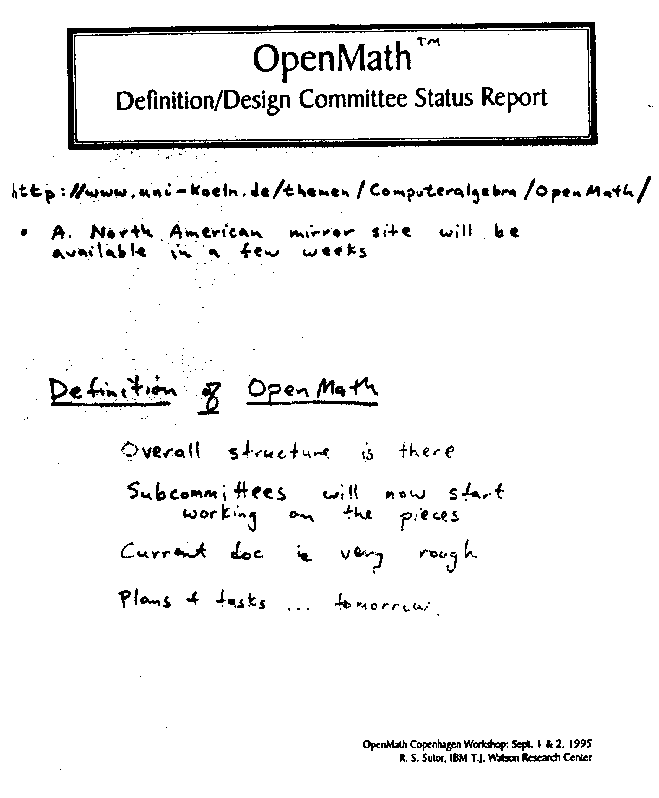 OpenMath™
Definition/Design Committee Status Report
http://www.uni-koeln.de/themen/Computeralgebra/OpenMath/
• A. North American mirror site will be
available in a few weeks
Definition of OpenMath
Overall structure is there
Subcommittees will now start
working on the pieces
Current doc is very rough
Plans & tasks ... tomorrow.
OpenMath Copenhagen Workshop: Sept. 1 & 2, 1995
R. S. Sutor, IBM T.J. Watson Research Center